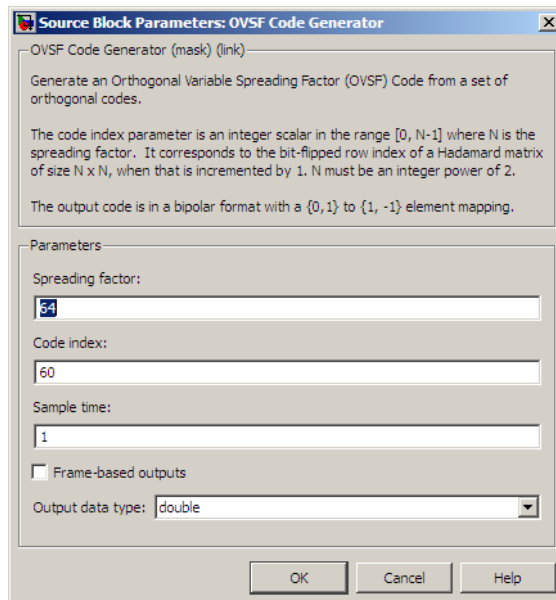 Source Block Parameters: OVSF Code Generator
OVSF Code Generator (mask) (link)
Generate an Orthogonal Variable Spreading Factor (OVSF) Code from a set of
orthogonal codes.
The code index parameter is an integer scalar in the range [0, N-1] where N is the
spreading factor.  It corresponds to the bit-flipped row index of a Hadamard matrix
of size N x N, when that is incremented by 1. N must be an integer power of 2.
The output code is in a bipolar format with a {0,1} to {1, -1} element mapping.
Parameters
Spreading factor:
64
Code index:
60
Sample time:
1
Frame-based outputs
Output data type: double
OK Cancel Help